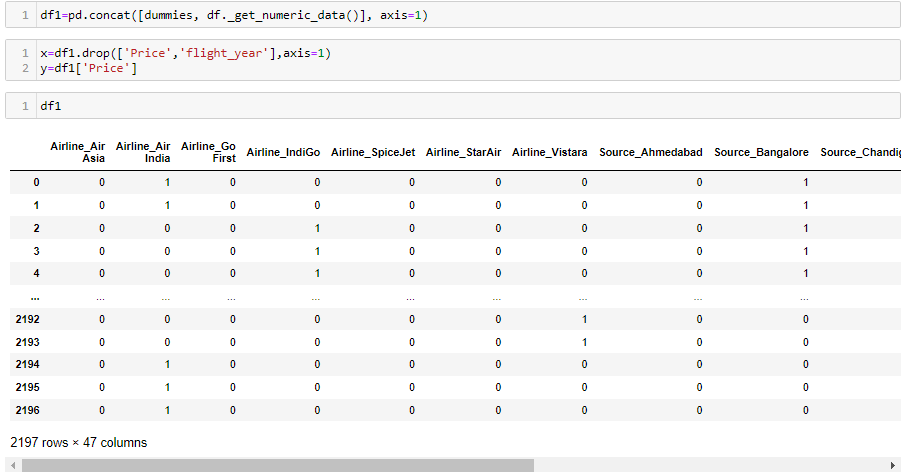 1 df1=pd.concat([dummies, df._get_numeric_data()], axis=1)
1 x=df1.drop(['Price','flight_year'],axis=1)
2 y=df1['Price']
1 df1
Airline_Air Asia Airline_Air India Airline_Go First Airline_IndiGo Airline_SpiceJet Airline_StarAir Airline_Vistara Source_Ahmedabad Source_Bangalore Source_Chandig
0 0 1 0 0 0 0 0 0 1
1 0 1 0 0 0 0 0 0 1
2 0 0 0 1 0 0 0 0 1
3 0 0 0 1 0 0 0 0 1
4 0 0 0 1 0 0 0 0 1
... ... ... ... ... ... ... ... ... ...
2192 0 0 0 0 0 0 1 0 0
2193 0 0 0 0 0 0 1 0 0
2194 0 1 0 0 0 0 0 0 0
2195 0 1 0 0 0 0 0 0 0
2196 0 1 0 0 0 0 0 0 0
2197 rows × 47 columns